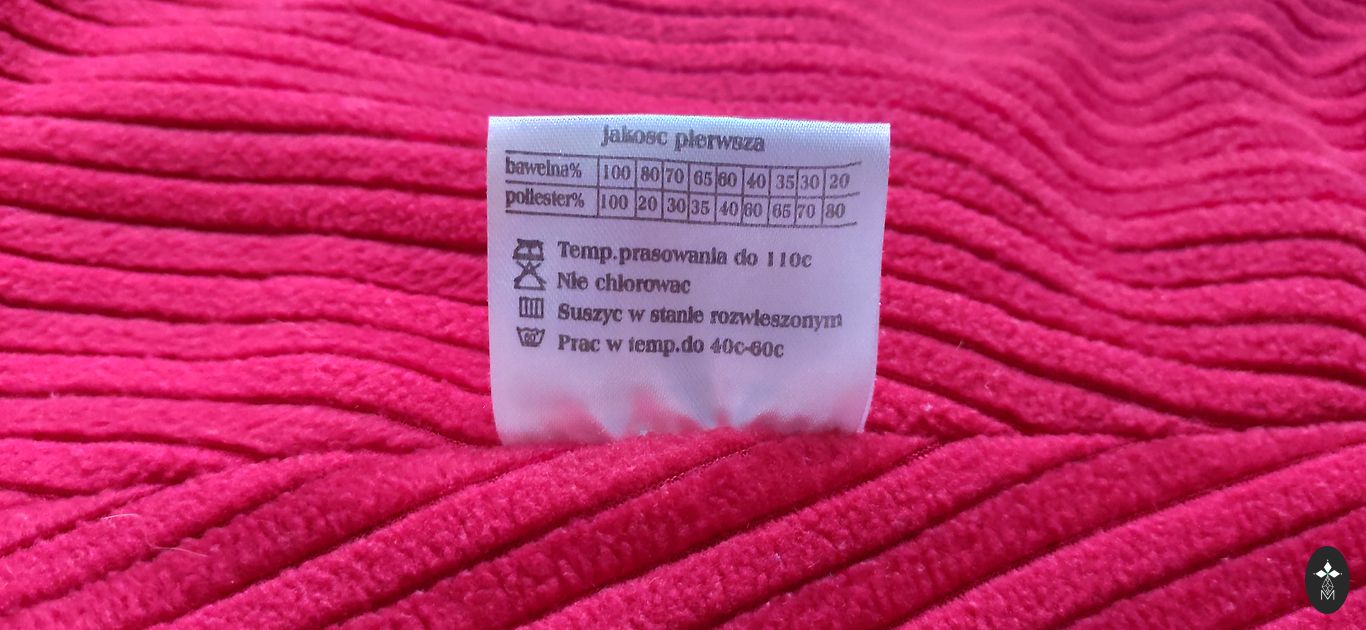 jakosc pierwsza
bawelna% 100 80 70 65 60 40 35 30 20
poliester% 100 20 30 35 40 60 65 70 80
Temp.prasowania do 110c
Nie chlorowac
Suszyc w stanie rozwieszonym
Prac w temp.do 40c-60c
M